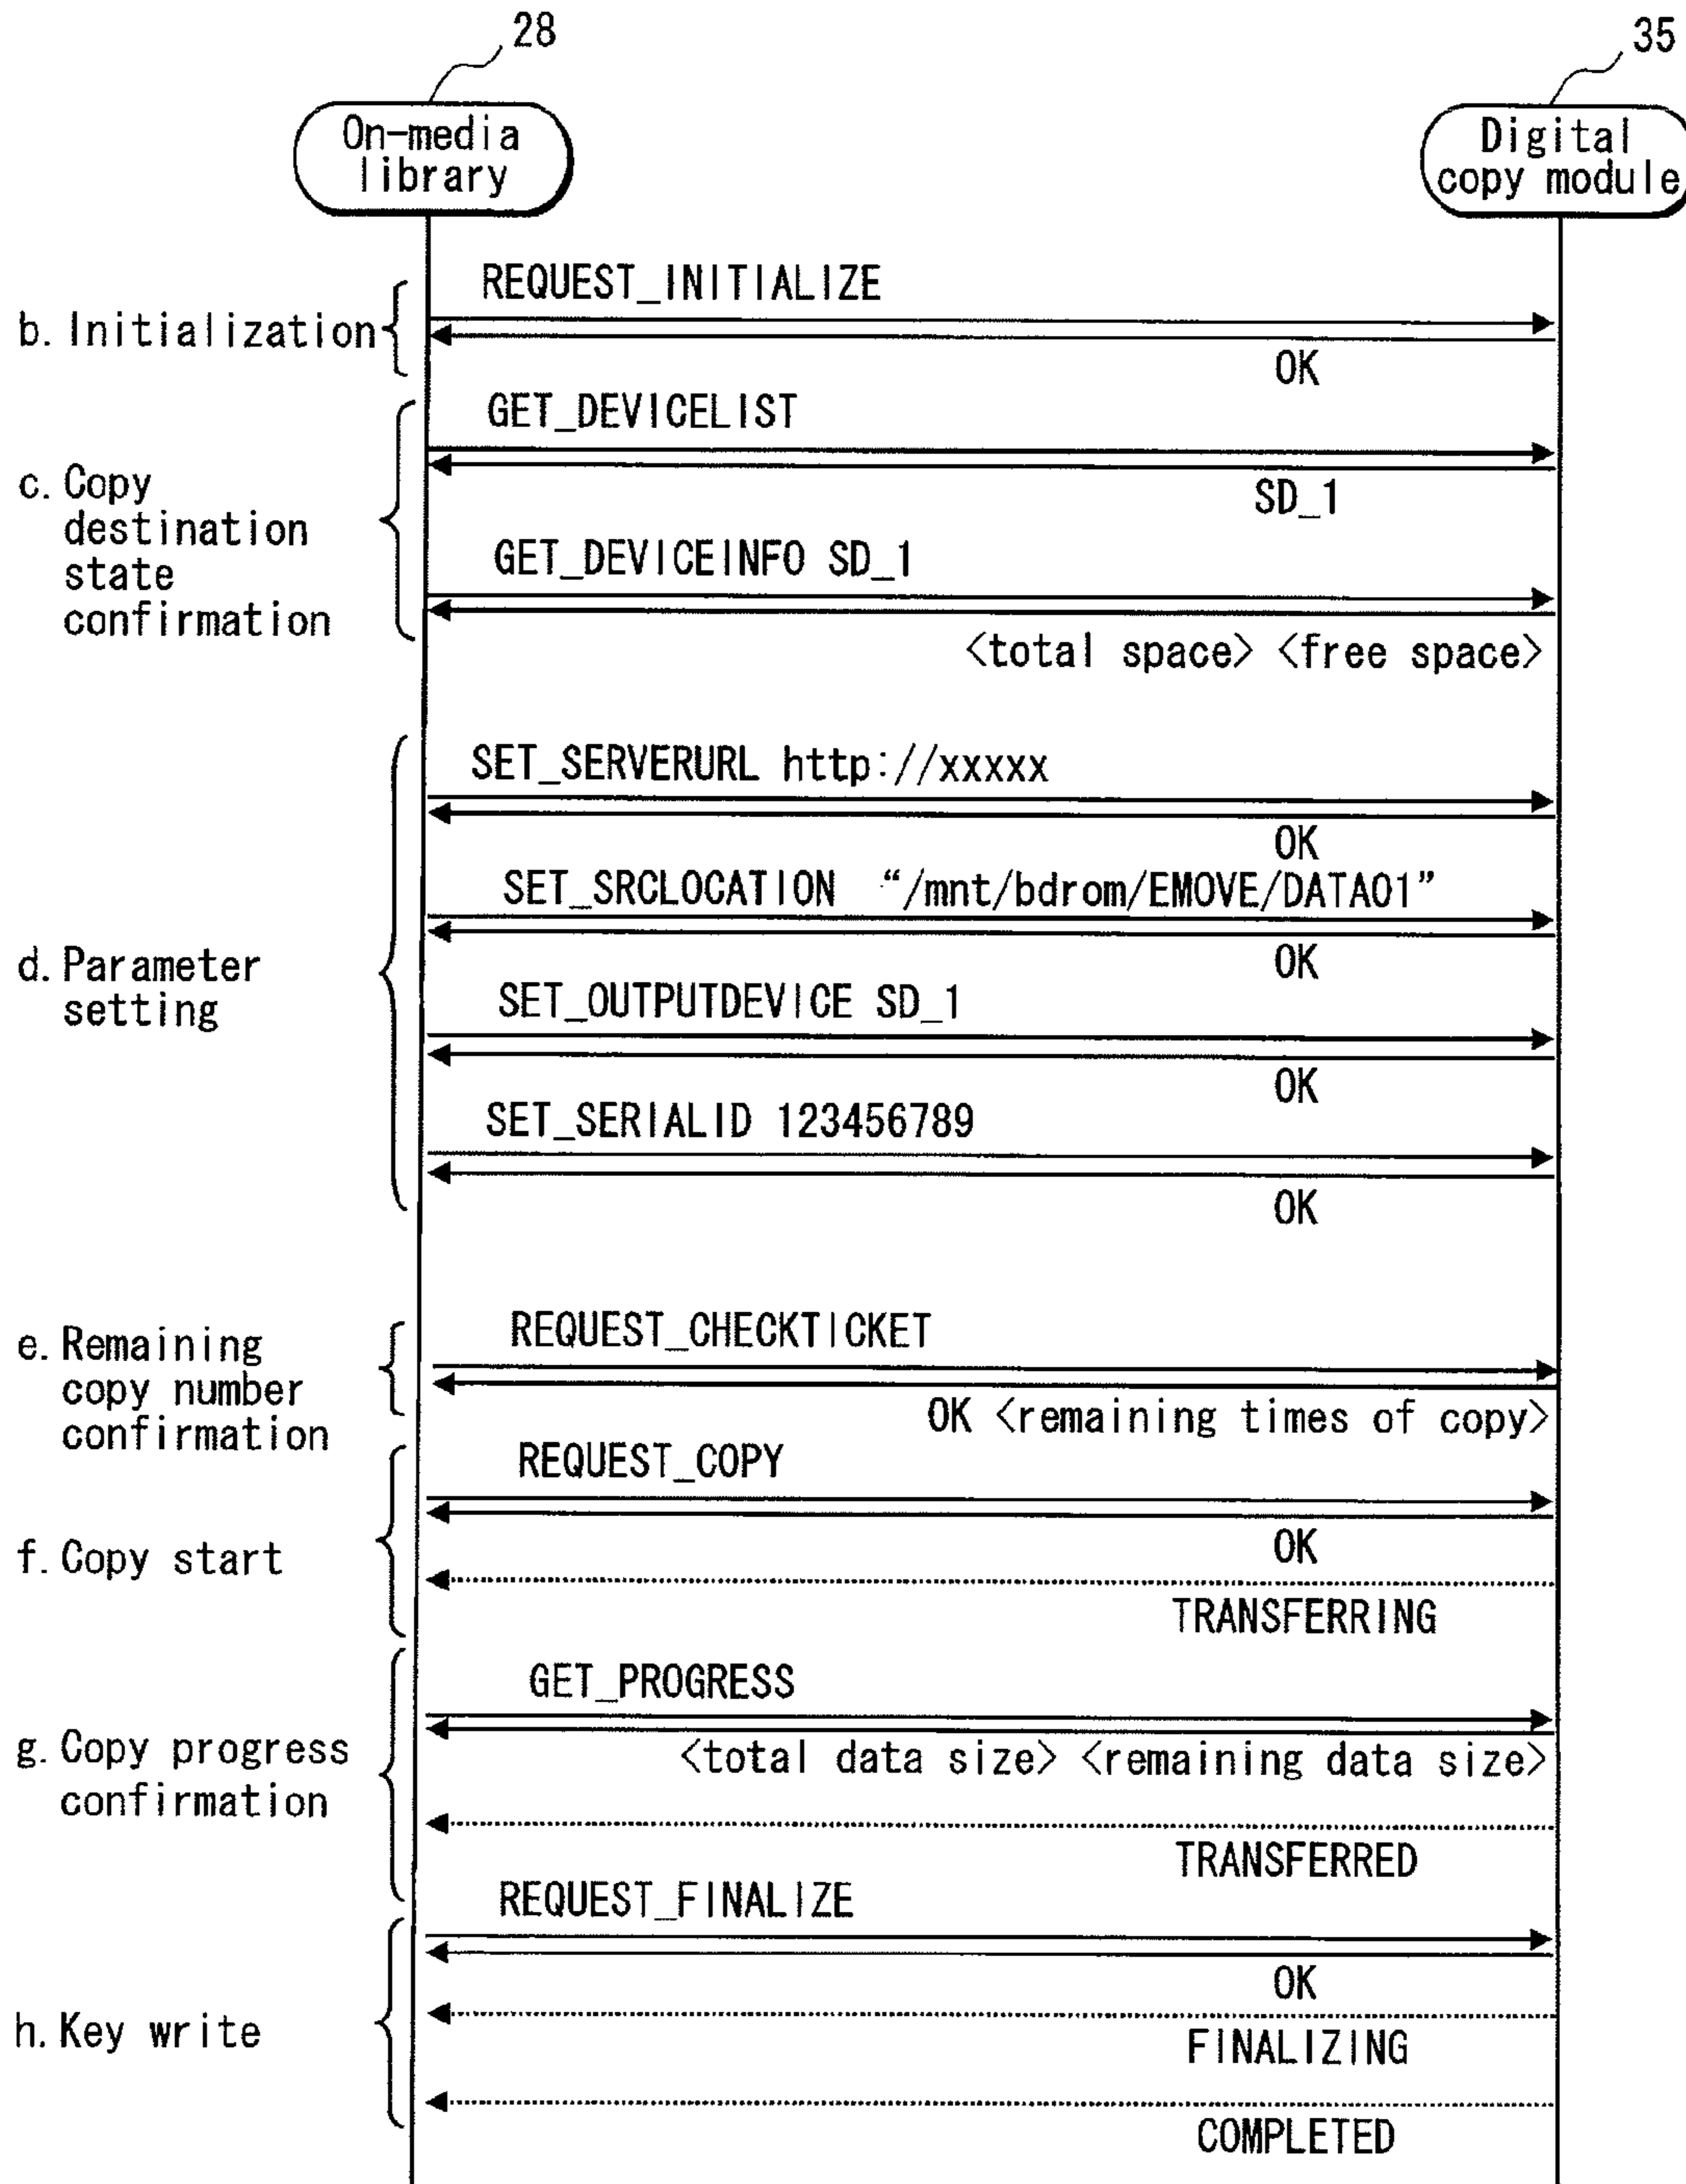 28
35
On-media
library
Digital
copy module
REQUEST_INITIALIZE
b. Initialization
OK
GET_DEVICELIST
c. Copy
destination
state
confirmation
SD_1
GET_DEVICEINFO SD_1
<total space> <free space>
SET_SERVERURL http://xxxxx
OK
SET_SRCLOCATION “/mnt/bdrom/EMOVE/DATA01”
OK
d. Parameter
setting
SET_OUTPUTDEVICE SD_1
OK
SET_SERIALID 123456789
OK
REQUEST_CHECKTICKET
e. Remaining
copy number
confirmation
OK <remaining times of copy>
REQUEST_COPY
OK
f. Copy start
TRANSFERRING
GET_PROGRESS
g. Copy progress
confirmation
<total data size> <remaining data size>
TRANSFERRED
REQUEST_FINALIZE
OK
h. Key write
FINALIZING
COMPLETED